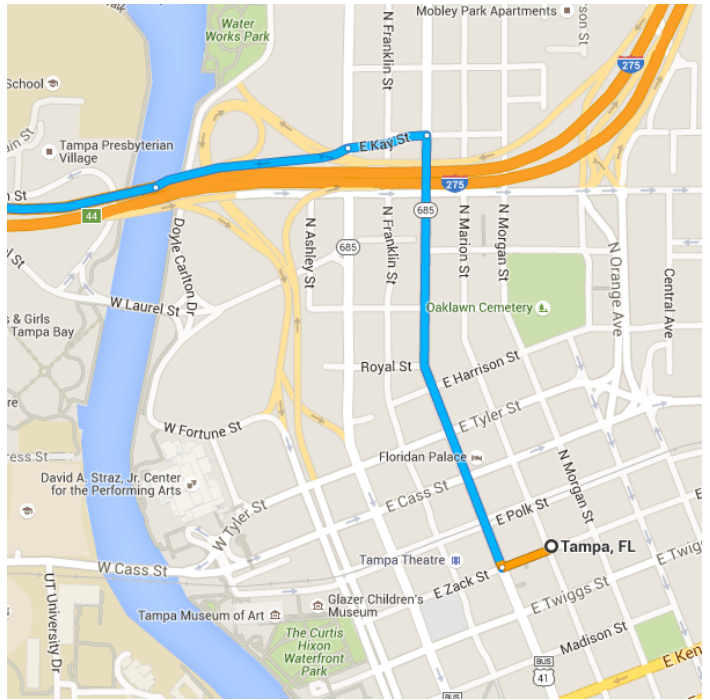 Water
Works Park
Mobley Park Apartments
N Franklin St
275
School
E Kay St
Tampa Presbyterian
Village
275
44
685
N Ashley St
N Franklin St
N Marion St
N Morgan St
N Orange Ave
Central Ave
685
Doyle Carlton Dr
W Laurel St
s & Girls
Tampa Bay
Oaklawn Cemetery
Royal St
E Harrison St
E Tyler St
W Fortune St
Floridan Palace
N Morgan St
David A. Straz, Jr. Center
for the Performing Arts
E Cass St
E Polk St
W Tyler St
Tampa, FL
W Cass St
Tampa Theatre
E Zack St
E Twiggs St
E Twiggs
UT University Dr
Glazer Children's
Museum
Tampa Museum of Art
Madison St
The Curtis
Hixon
Waterfront
Park
BUS
41
BUS
E Ken